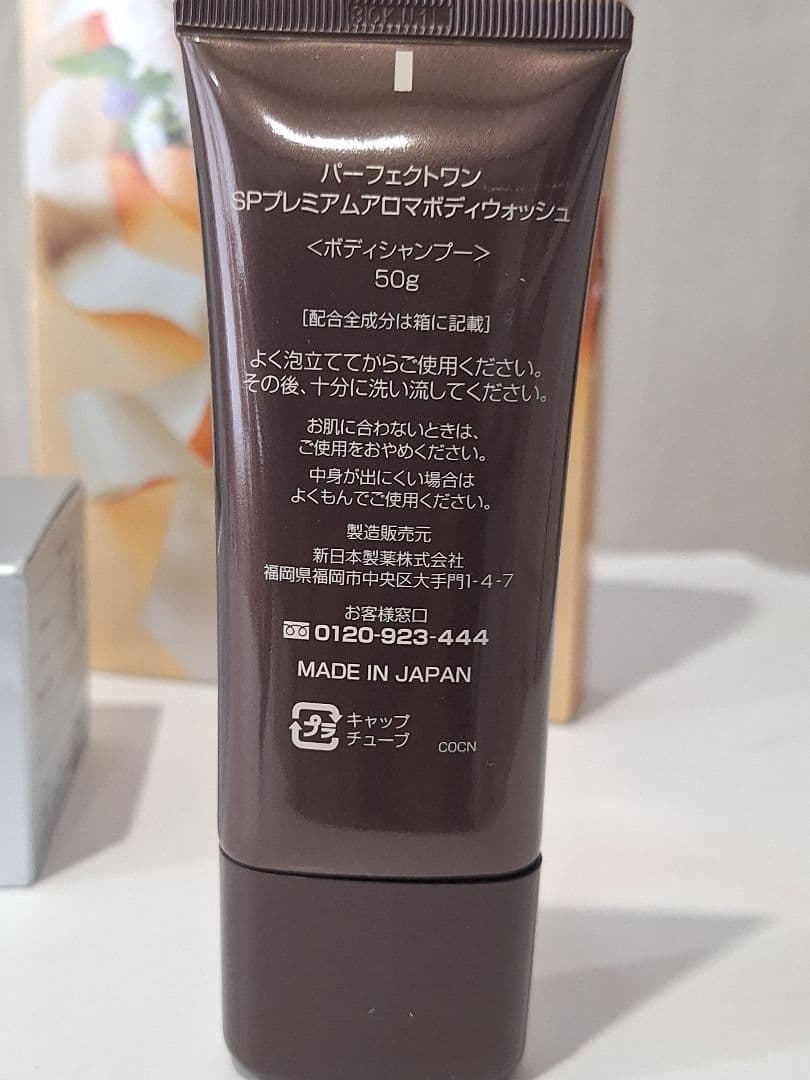 パーフェクトワン
SPプレミアムアロマボディウォッシュ
<ボディシャンプー>
50g
[配合全成分は箱に記載]
よく泡立ててからご使用ください。
その後、十分に洗い流してください。
お肌に合わないときは、
ご使用をおやめください。
中身が出にくい場合は
よくもんでご使用ください。
製造販売元
新日本製薬株式会社
福岡県福岡市中央区大手門1-4-7
お客様窓口
0120-923-444
MADE IN JAPAN
プラ
キャップ
チューブ
COCN